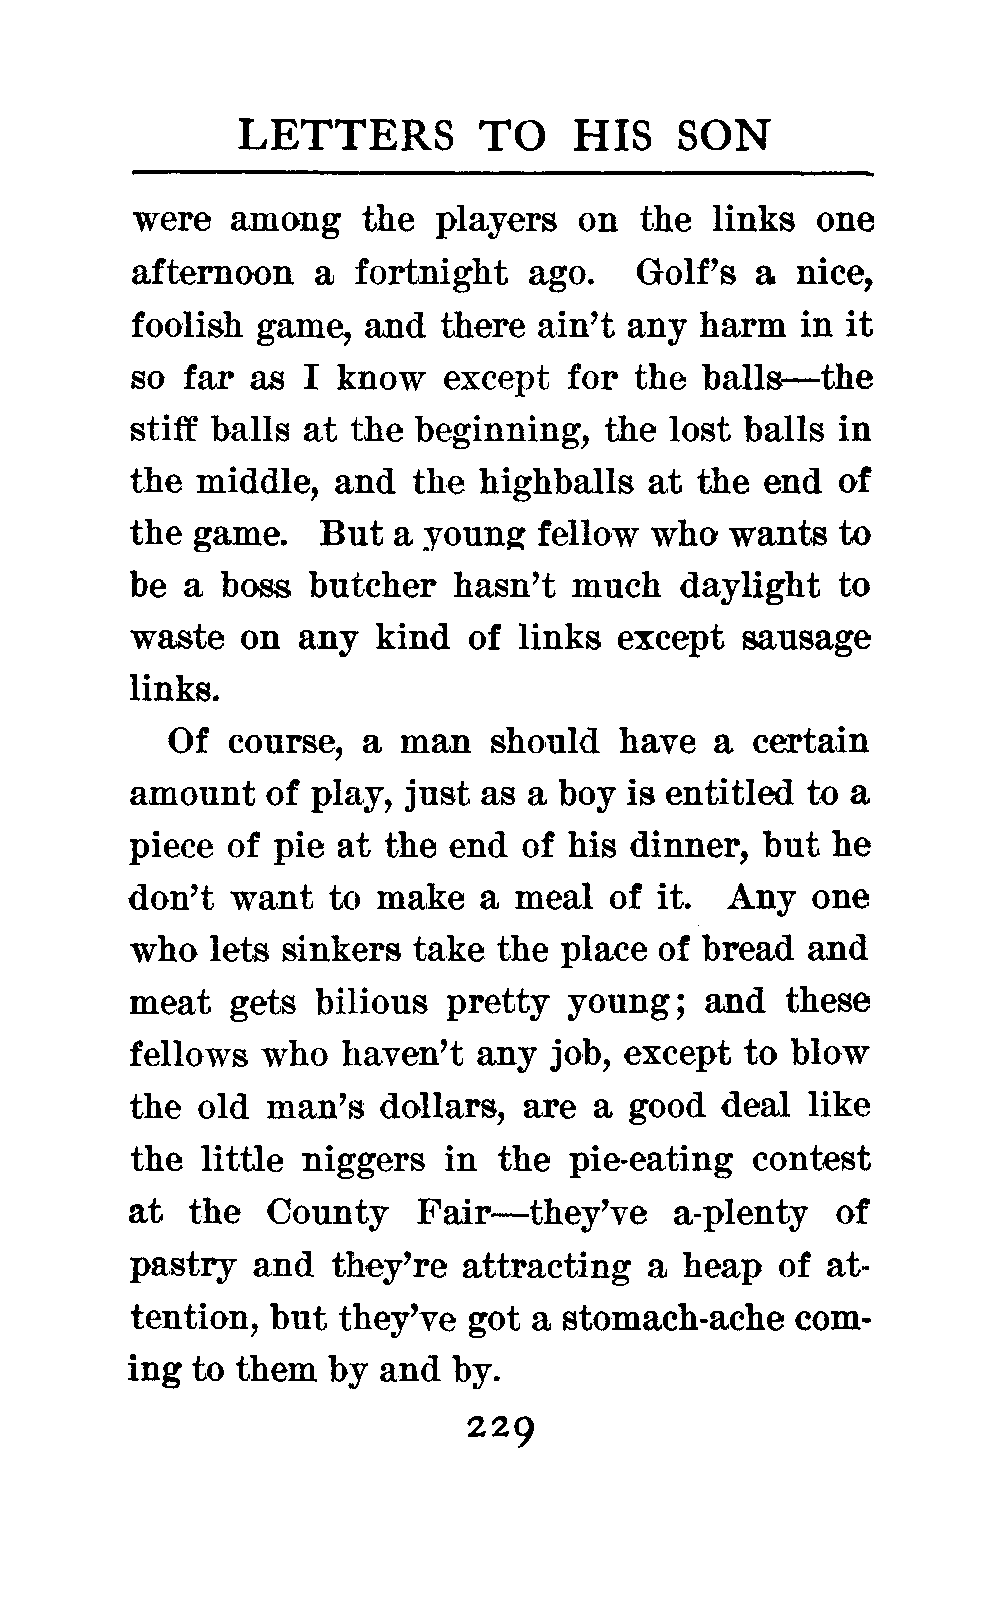 LETTERS TO HIS SON
were among the players on the links one
afternoon a fortnight ago. Golf's a nice,
foolish game, and there ain't any harm in it
so far as I know except for the balls—the
stiff balls at the beginning, the lost balls in
the middle, and the highballs at the end of
the game. But a young fellow who wants to
be a boss butcher hasn't much daylight to
waste on any kind of links except sausage
links.
Of course, a man should have a certain
amount of play, just as a boy is entitled to a
piece of pie at the end of his dinner, but he
don't want to make a meal of it. Any one
who lets sinkers take the place of bread and
meat gets bilious pretty young; and these
fellows who haven't any job, except to blow
the old man's dollars, are a good deal like
the little niggers in the pie-eating contest
at the County Fair—they've a-plenty of
pastry and they're attracting a heap of at-
tention, but they've got a stomach-ache com-
ing to them by and by.
229